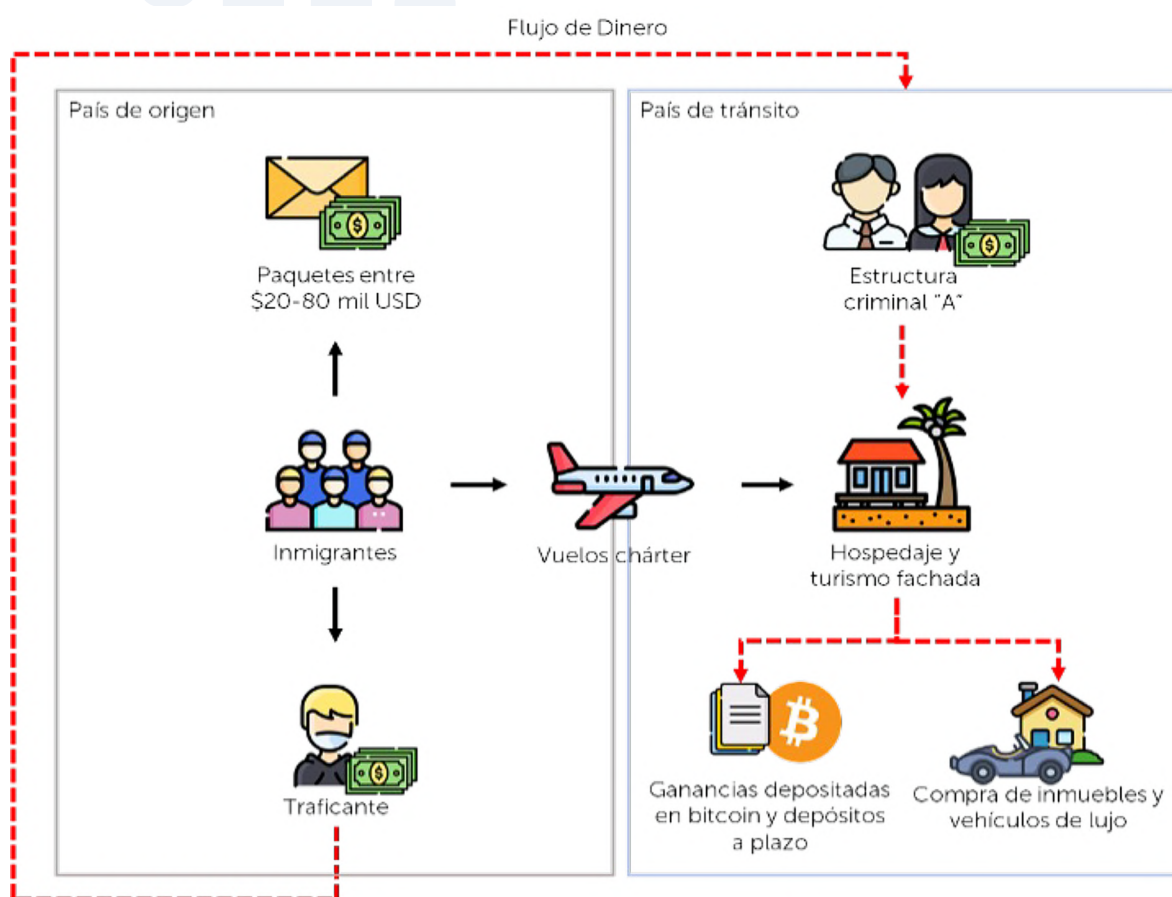 Flujo de Dinero
País de origen
País de tránsito
Paquetes entre
$20-80 mil USD
Estructura
criminal "A"
Inmigrantes
Vuelos chárter
Hospedaje y
turismo fachada
Traficante
Ganancias depositadas
en bitcoin y depósitos
a plazo
Compra de inmuebles y
vehículos de lujo